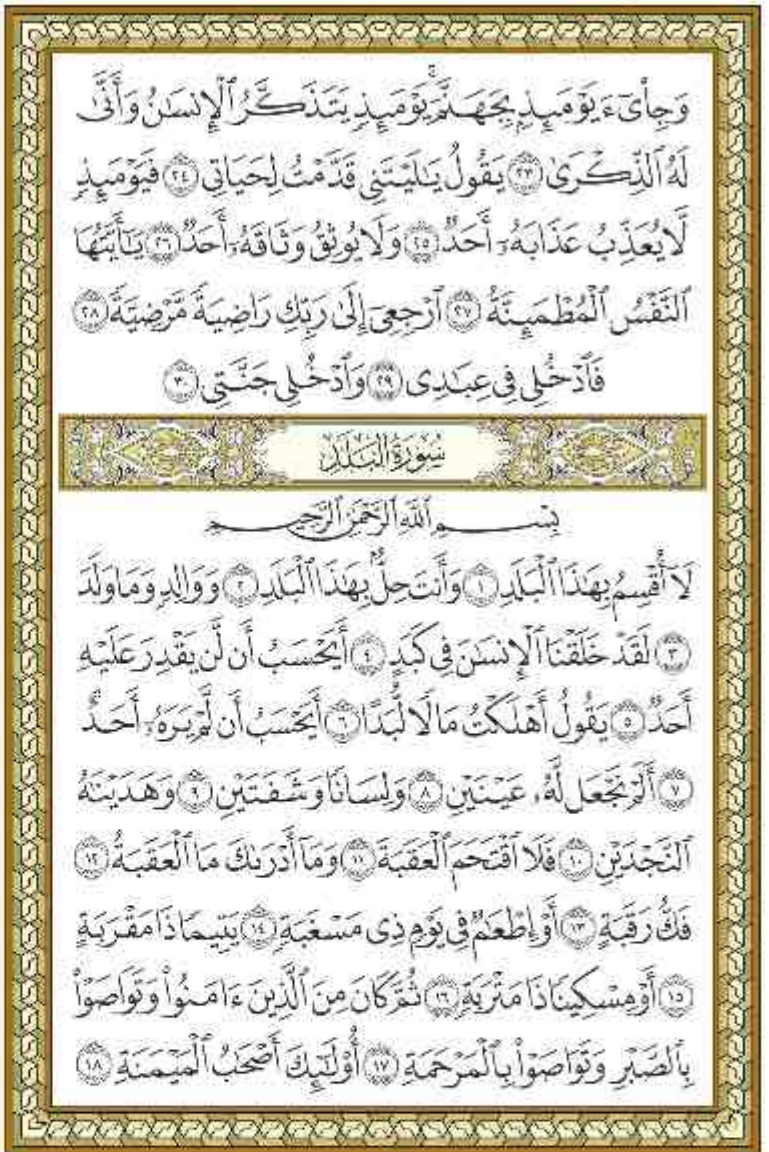 وَجِا۟یٓءَ يَوْمَئِذِۭ بِجَهَنَّمَۚ يَوْمَئِذٍ يَتَذَكَّرُ ٱلْإِنسَٰنُ وَأَنَّىٰ
لَهُ ٱلذِّكْرَىٰ ٢٣ يَقُولُ يَٰلَيْتَنِى قَدَّمْتُ لِحَيَاتِى ٢٤ فَيَوْمَئِذٍ
لَّا يُعَذِّبُ عَذَابَهُۥٓ أَحَدٌ ٢٥ وَلَا يُوثِقُ وَثَاقَهُۥٓ أَحَدٌ ٢٦ يَٰٓأَيَّتُهَا
ٱلنَّفْسُ ٱلْمُطْمَئِنَّةُ ٢٧ ٱرْجِعِىٓ إِلَىٰ رَبِّكِ رَاضِيَةً مَّرْضِيَّةً ٢٨
فَٱدْخُلِى فِى عِبَٰدِى ٢٩ وَٱدْخُلِى جَنَّتِى ٣٠
سُورَةُ الْبَلَدِ
بِسْمِ ٱللَّهِ ٱلرَّحْمَٰنِ ٱلرَّحِيمِ
لَآ أُقْسِمُ بِهَٰذَا ٱلْبَلَدِ ١ وَأَنتَ حِلٌّۢ بِهَٰذَا ٱلْبَلَدِ ٢ وَوَالِدٍ وَمَا وَلَدَ
٣ لَقَدْ خَلَقْنَا ٱلْإِنسَٰنَ فِى كَبَدٍ ٤ أَيَحْسَبُ أَن لَّن يَقْدِرَ عَلَيْهِ
أَحَدٌ ٥ يَقُولُ أَهْلَكْتُ مَالًا لُّبَدًا ٦ أَيَحْسَبُ أَن لَّمْ يَرَهُۥٓ أَحَدٌ
٧ أَلَمْ نَجْعَل لَّهُۥ عَيْنَيْنِ ٨ وَلِسَانًا وَشَفَتَيْنِ ٩ وَهَدَيْنَٰهُ
ٱلنَّجْدَيْنِ ١٠ فَلَا ٱقْتَحَمَ ٱلْعَقَبَةَ ١١ وَمَآ أَدْرَىٰكَ مَا ٱلْعَقَبَةُ ١٢
فَكُّ رَقَبَةٍ ١٣ أَوْ إِطْعَٰمٌ فِى يَوْمٍ ذِى مَسْغَبَةٍ ١٤ يَتِيمًا ذَا مَقْرَبَةٍ
١٥ أَوْ مِسْكِينًا ذَا مَتْرَبَةٍ ١٦ ثُمَّ كَانَ مِنَ ٱلَّذِينَ ءَامَنُوا۟ وَتَوَاصَوْا۟
بِٱلصَّبْرِ وَتَوَاصَوْا۟ بِٱلْمَرْحَمَةِ ١٧ أُو۟لَٰٓئِكَ أَصْحَٰبُ ٱلْمَيْمَنَةِ ١٨